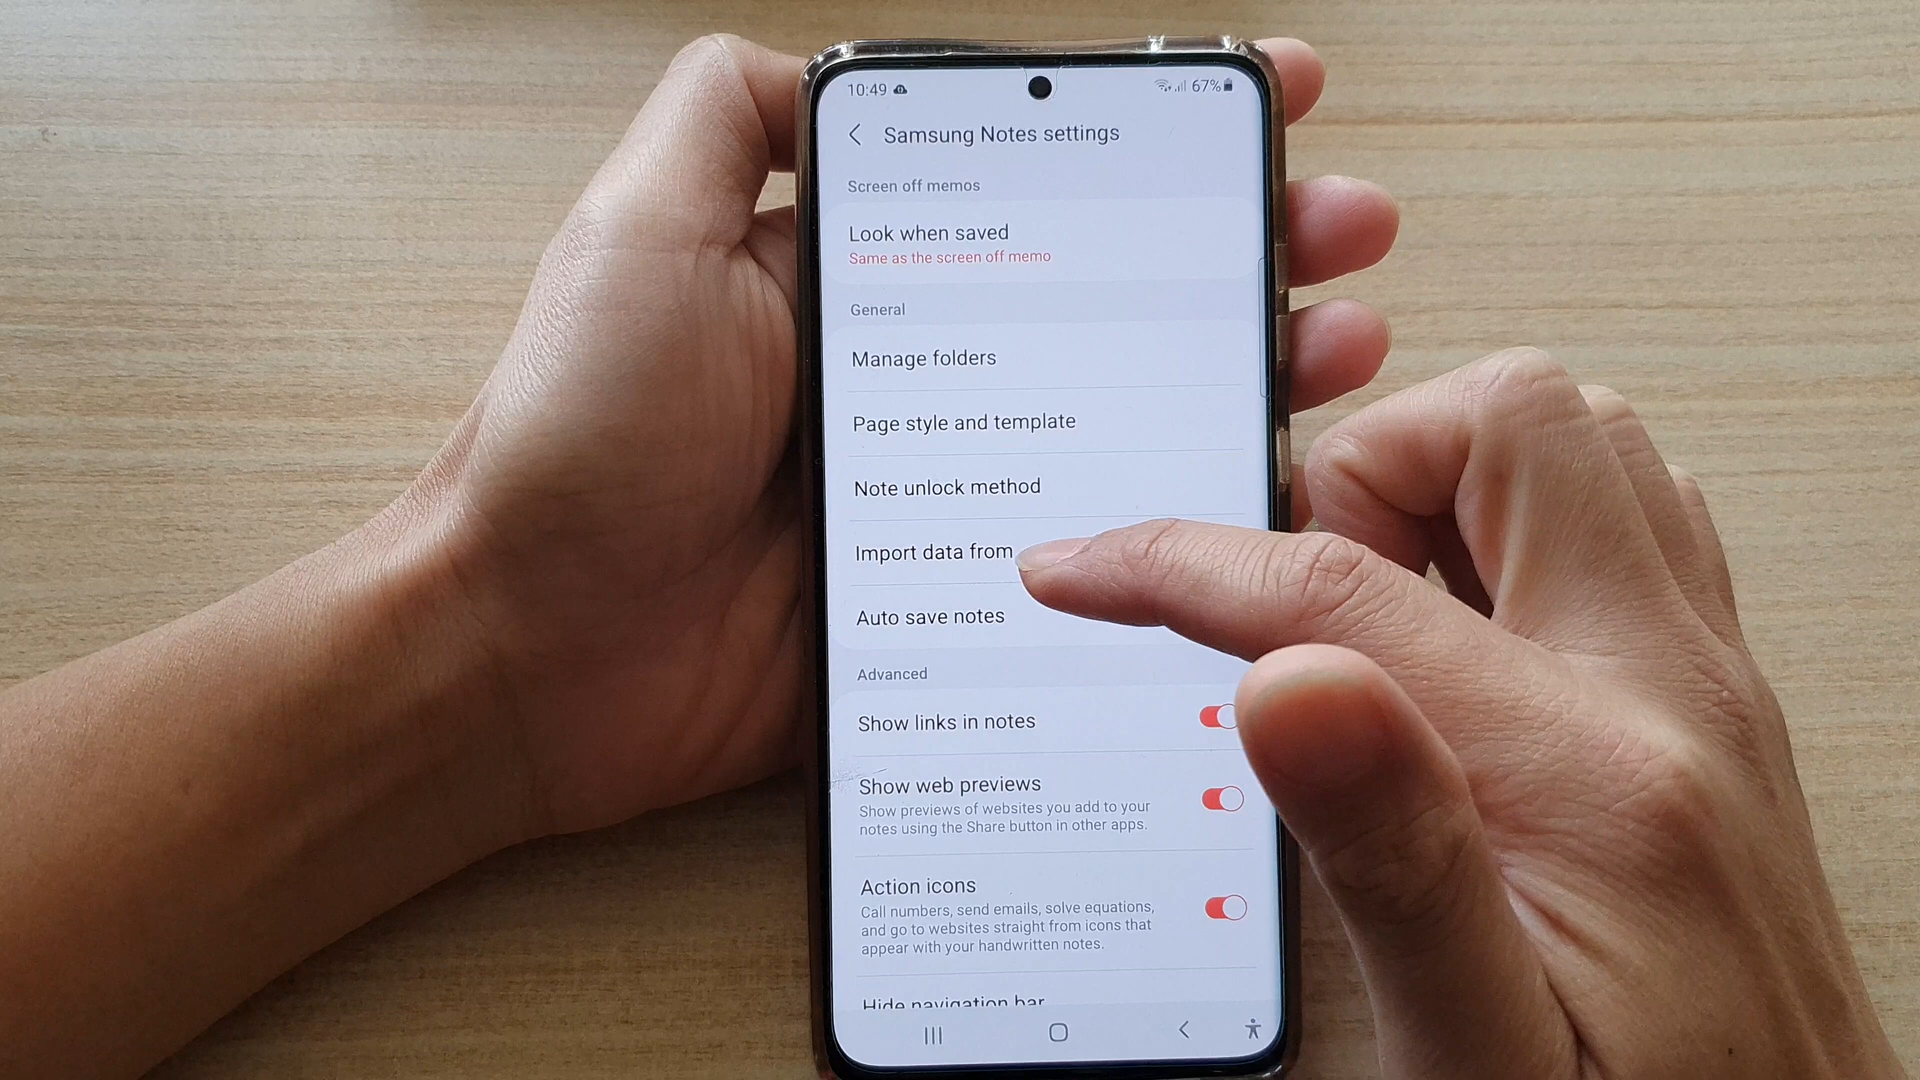 10:49
67%
Samsung Notes settings
Screen off memos
Look when saved
Same as the screen off memo
General
Manage folders
Page style and template
Note unlock method
Import data from
Auto save notes
Advanced
Show links in notes
Show web previews
Show previews of websites you add to your
notes using the Share button in other apps.
Action icons
Call numbers, send emails, solve equations,
and go to websites straight from icons that
appear with your handwritten notes.
Hide navigation bar